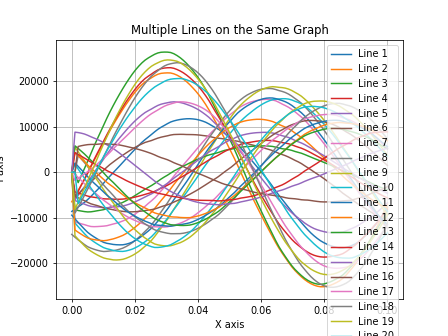 Multiple Lines on the Same Graph
20000
10000
0
−10000
−20000
0.00
0.02
0.04
0.06
X axis
Line 1
Line 2
Line 3
Line 4
Line 5
Line 6
Line 7
Line 8
Line 9
Line 10
Line 11
Line 12
Line 13
Line 14
Line 15
Line 16
Line 17
Line 18
Line 19
Line 20